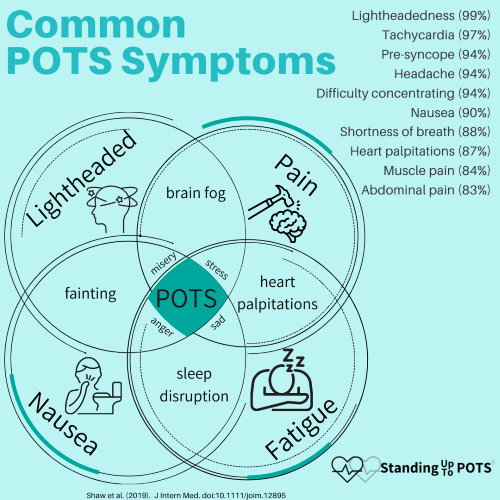 Common
POTS Symptoms
Lightheadedness (99%)
Tachycardia (97%)
Pre-syncope (94%)
Headache (94%)
Difficulty concentrating (94%)
Nausea (90%)
Shortness of breath (88%)
Heart palpitations (87%)
Muscle pain (84%)
Abdominal pain (83%)
Lightheaded
Pain
brain fog
misery
stress
fainting
POTS
heart
palpitations
anger
sad
sleep
disruption
Z Z Z
Nausea
Fatigue
Standing UP TO POTS
Shaw et al. (2019). J Intern Med. doi:10.1111/joim.12895